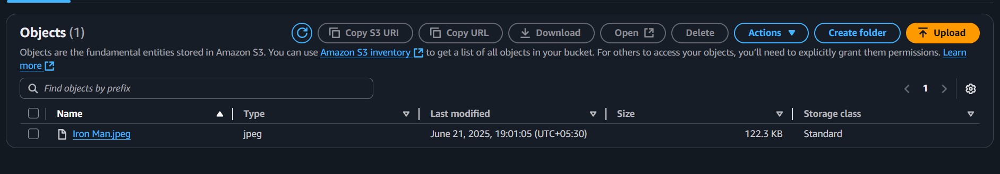 Objects (1)
Copy S3 URI
Copy URL
Download
Open
Delete
Actions
Create folder
Upload
Objects are the fundamental entities stored in Amazon S3. You can use Amazon S3 inventory to get a list of all objects in your bucket. For others to access your objects, you’ll need to explicitly grant them permissions. Learn
more
Find objects by prefix
1
Name Type Last modified Size Storage class
Iron Man.jpeg jpeg June 21, 2025, 19:01:05 (UTC+05:30) 122.3 KB Standard